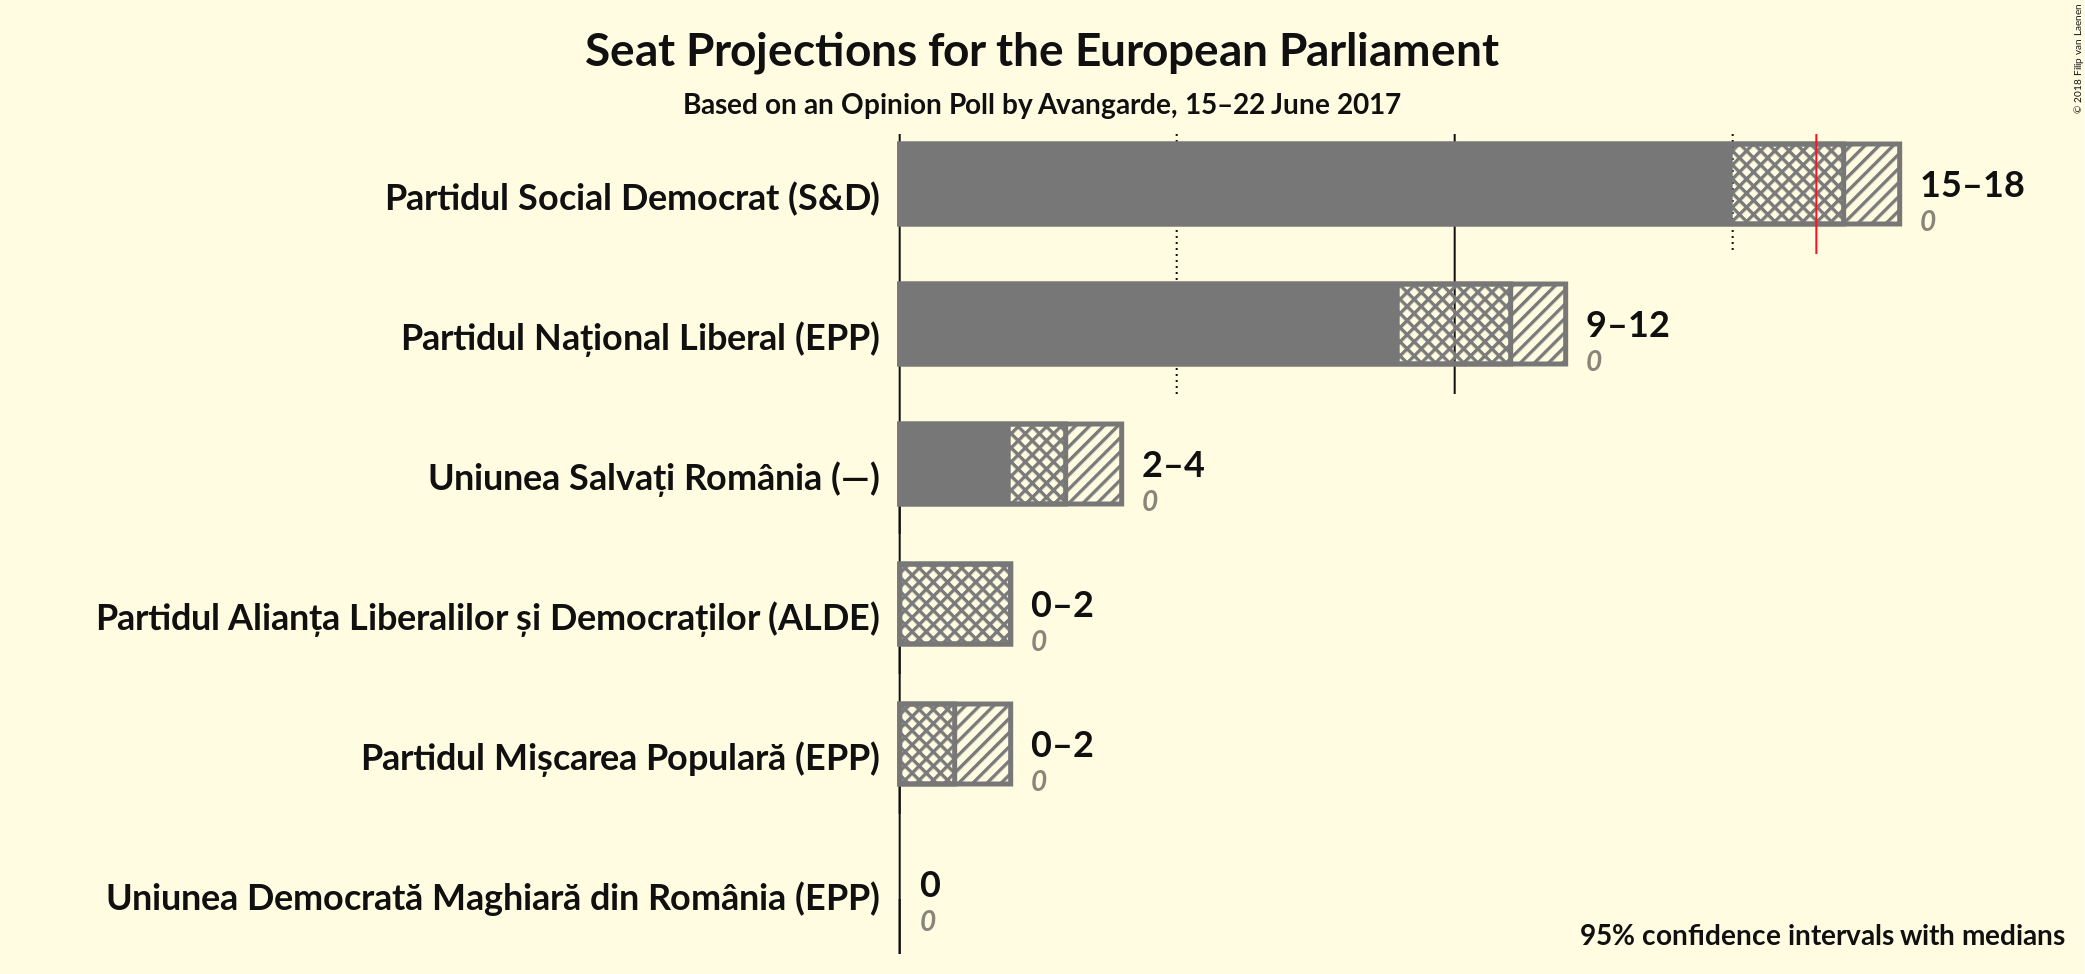 Seat Projections for the European Parliament
Based on an Opinion Poll by Avangarde, 15–22 June 2017
© 2018 Filip van Laenen
Partidul Social Democrat (S&D)
15–18
0
Partidul Național Liberal (EPP)
9–12
0
Uniunea Salvați România (—)
2–4
0
Partidul Alianța Liberalilor și Democraților (ALDE)
0–2
0
Partidul Mișcarea Populară (EPP)
0–2
0
Uniunea Democrată Maghiară din România (EPP)
0
0
95% confidence intervals with medians